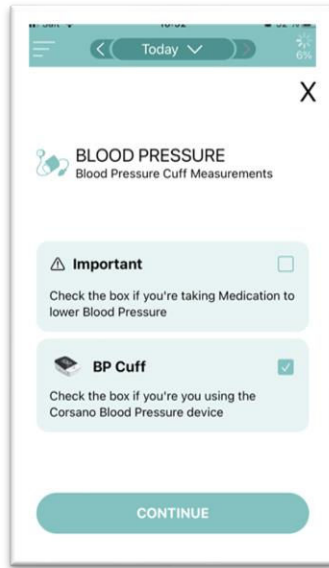 Today
6%
X
BLOOD PRESSURE
Blood Pressure Cuff Measurements
Important
Check the box if you're taking Medication to
lower Blood Pressure
BP Cuff
Check the box if you're you using the
Corsano Blood Pressure device
CONTINUE